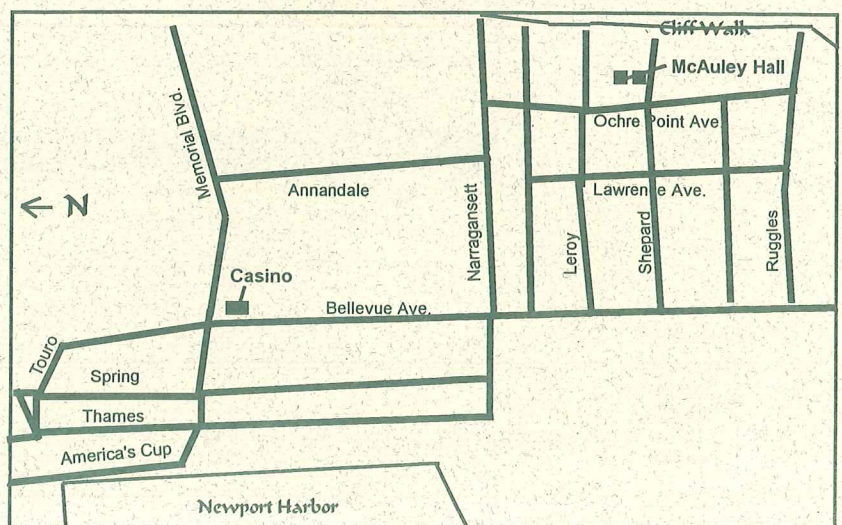 Cliff Walk
McAuley Hall
Ochre Point Ave.
Memorial Blvd.
Annandale
Lawrence Ave.
N
Narragansett
Leroy
Shepard
Ruggles
Casino
Bellevue Ave.
Touro
Spring
Thames
America's Cup
Newport Harbor